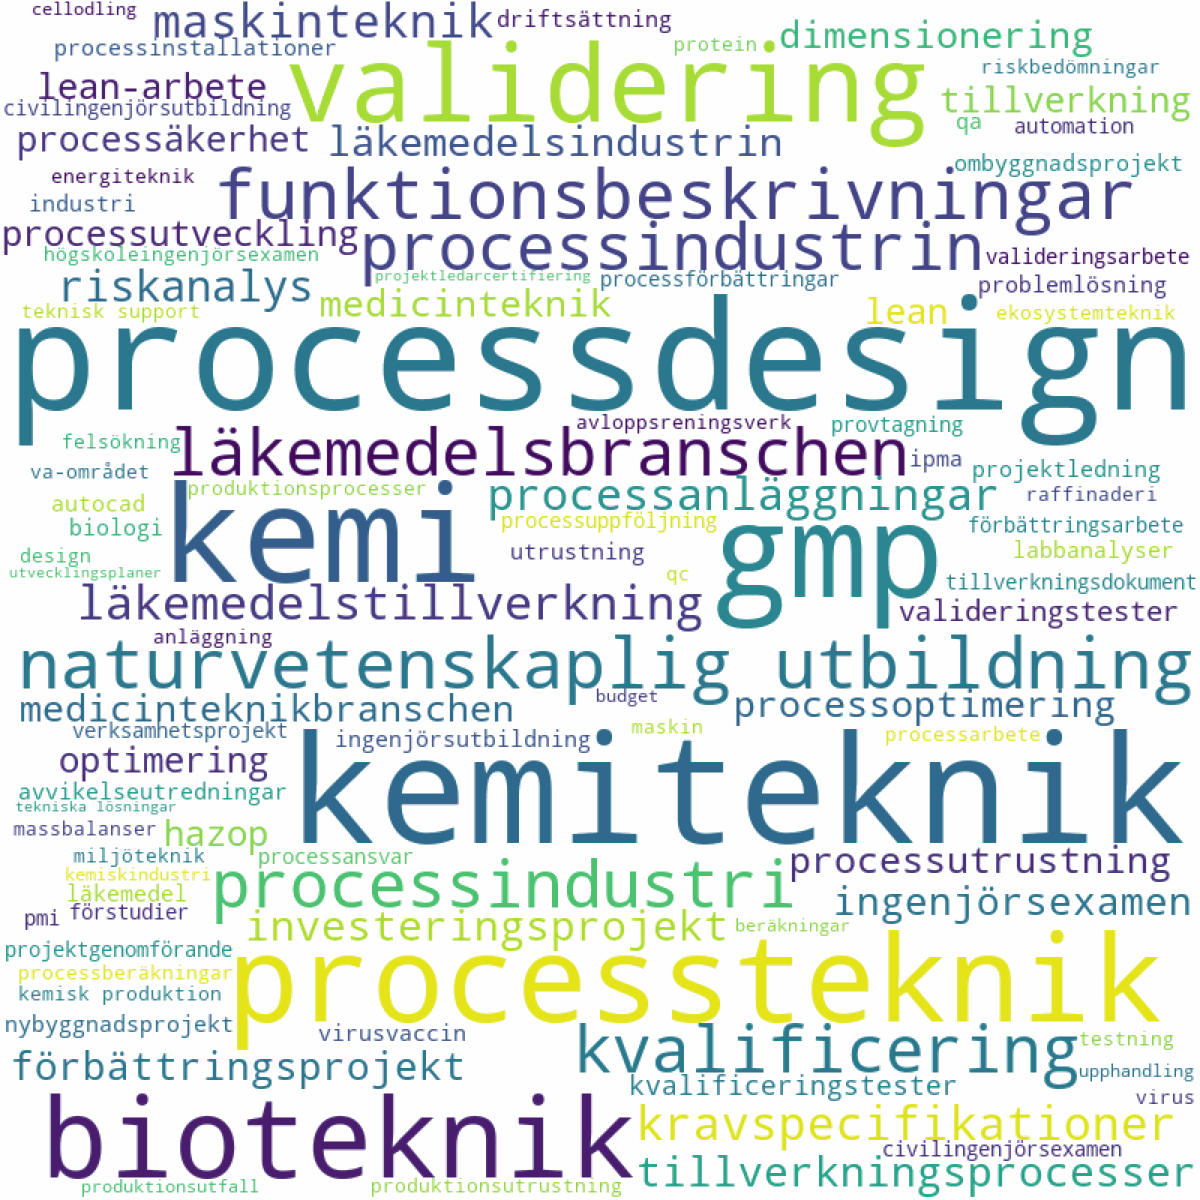 cellodling
maskinteknik
driftsättning
processinstallationer
validering
protein
dimensionering
lean-arbete
riskbedömningar
civilingenjörsutbildning
tillverkning
processäkerhet
läkemedelsindustrin
qa
automation
energiteknik
funktionsbeskrivningar
ombyggnadsprojekt
industri
processutveckling
processindustrin
högskoleingenjörsexamen
valideringsarbete
riskanalys
projektledarcertifiering
processförbättringar
problemlösning
teknisk support
medicinteknik
lean
ekosystemteknik
processdesign
avloppsreningsverk
provtagning
felsökning
läkemedelsbranschen
ipma
va-området
projektledning
kemi
produktionsprocesser
processanläggningar
raffinaderi
autocad
biologi
processuppföljning
gmp
förbättringsarbete
design
utrustning
labbanalyser
utvecklingsplaner
qc
tillverkningsdokument
läkemedelstillverkning
valideringstester
anläggning
naturvetenskaplig utbildning
medicinteknikbranschen
budget
processoptimering
verksamhetsprojekt
ingenjörsutbildning
maskin
processarbete
optimering
kemiteknik
avvikelseutredningar
tekniska lösningar
massbalanser
hazop
miljöteknik
processansvar
processutrustning
kemiskindustri
läkemedel
processindustri
ingenjörsexamen
pmi
förstudier
investeringsprojekt
beräkningar
projektgenomförande
processteknik
processberäkningar
kemisk produktion
nybyggnadsprojekt
virusvaccin
kvalificering
testning
förbättringsprojekt
upphandling
kvalificeringstester
virus
bioteknik
kravspecifikationer
civilingenjörsexamen
tillverkningsprocesser
produktionsutfall
produktionsutrustning